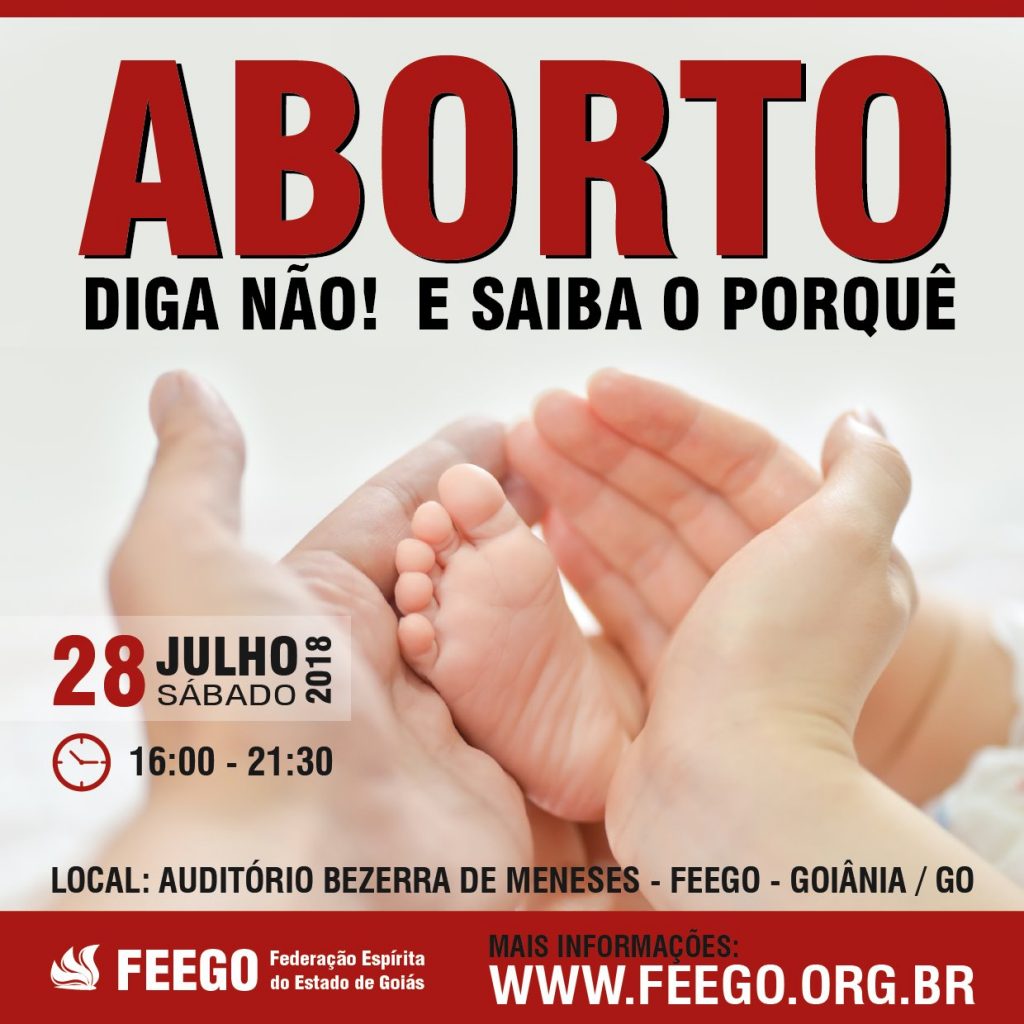 ABORTO
DIGA NÃO! E SAIBA O PORQUÊ
28 JULHO 2018
SÁBADO
16:00 - 21:30
LOCAL: AUDITÓRIO BEZERRA DE MENESES - FEEGO - GOIÂNIA / GO
FEEGO Federação Espírita
do Estado de Goiás
MAIS INFORMAÇÕES:
WWW.FEEGO.ORG.BR